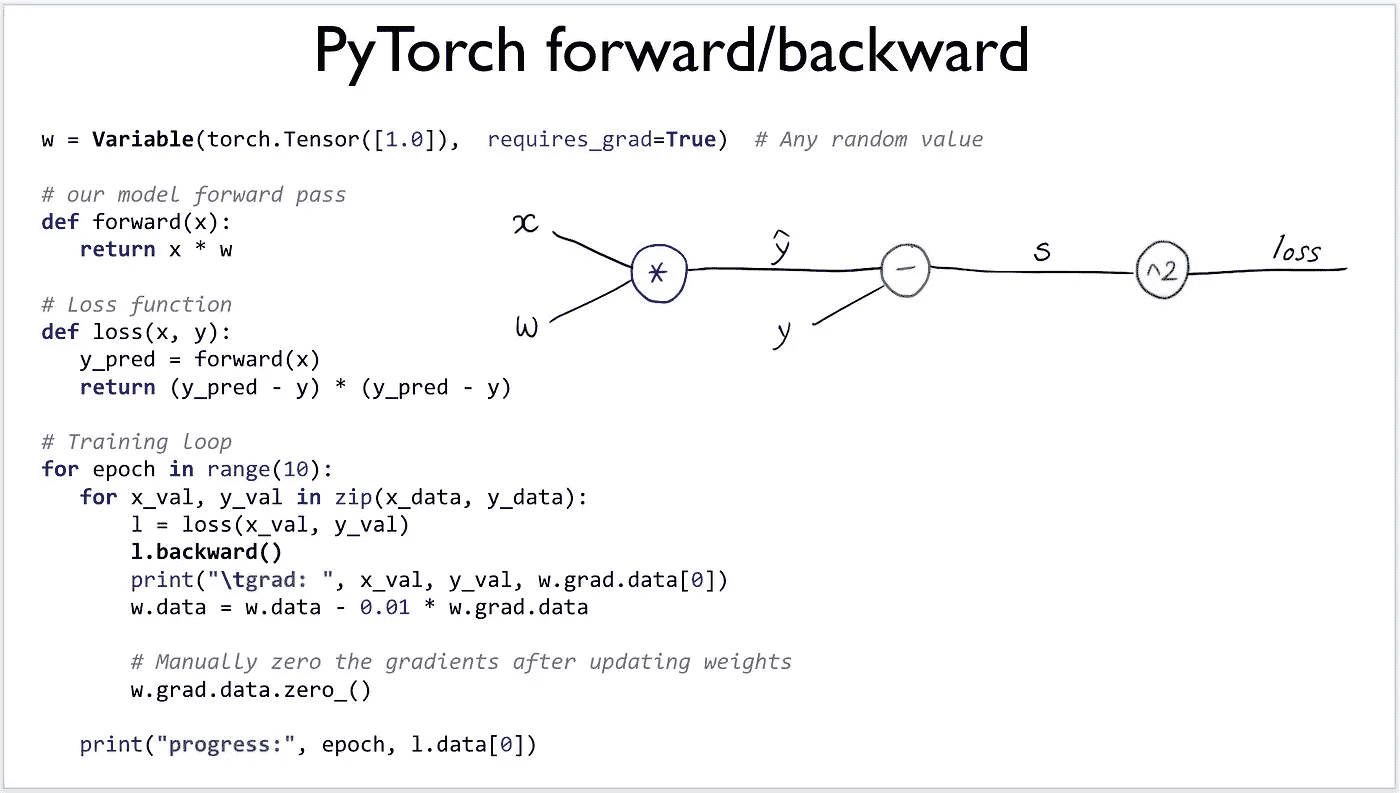 PyTorch forward/backward
w = Variable(torch.Tensor([1.0]), requires_grad=True) # Any random value
# our model forward pass
def forward(x):
return x * w
# Loss function
def loss(x, y):
y_pred = forward(x)
return (y_pred - y) * (y_pred - y)
# Training loop
for epoch in range(10):
for x_val, y_val in zip(x_data, y_data):
l = loss(x_val, y_val)
l.backward()
print("\tgrad: ", x_val, y_val, w.grad.data[0])
w.data = w.data - 0.01 * w.grad.data
# Manually zero the gradients after updating weights
w.grad.data.zero_()
print("progress:", epoch, l.data[0])
x
w
*
ŷ
y
-
s
^2
loss